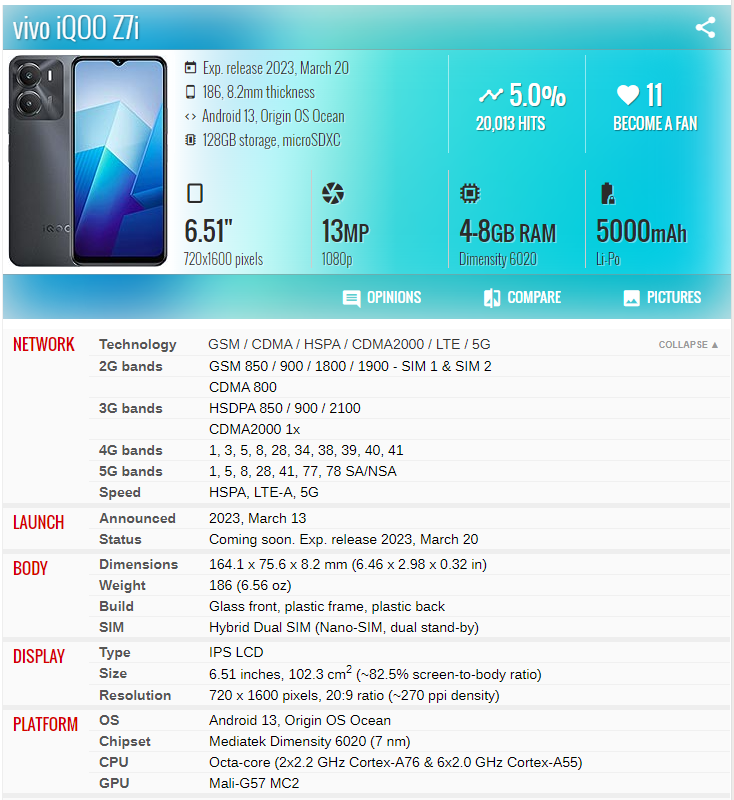 vivo iQOO Z7i
Exp. release 2023, March 20
186, 8.2mm thickness
Android 13, Origin OS Ocean
128GB storage, microSDXC
5.0%
20,013 HITS
11
BECOME A FAN
iQOO
6.51"
720x1600 pixels
13MP
1080p
4-8GB RAM
Dimensity 6020
5000mAh
Li-Po
OPINIONS
COMPARE
PICTURES
NETWORK Technology GSM / CDMA / HSPA / CDMA2000 / LTE / 5G COLLAPSE ▲
2G bands GSM 850 / 900 / 1800 / 1900 - SIM 1 & SIM 2
CDMA 800
3G bands HSDPA 850 / 900 / 2100
CDMA2000 1x
4G bands 1, 3, 5, 8, 28, 34, 38, 39, 40, 41
5G bands 1, 5, 8, 28, 41, 77, 78 SA/NSA
Speed HSPA, LTE-A, 5G
LAUNCH Announced 2023, March 13
Status Coming soon. Exp. release 2023, March 20
BODY Dimensions 164.1 x 75.6 x 8.2 mm (6.46 x 2.98 x 0.32 in)
Weight 186 (6.56 oz)
Build Glass front, plastic frame, plastic back
SIM Hybrid Dual SIM (Nano-SIM, dual stand-by)
DISPLAY Type IPS LCD
Size 6.51 inches, 102.3 cm² (~82.5% screen-to-body ratio)
Resolution 720 x 1600 pixels, 20:9 ratio (~270 ppi density)
PLATFORM OS Android 13, Origin OS Ocean
Chipset Mediatek Dimensity 6020 (7 nm)
CPU Octa-core (2x2.2 GHz Cortex-A76 & 6x2.0 GHz Cortex-A55)
GPU Mali-G57 MC2